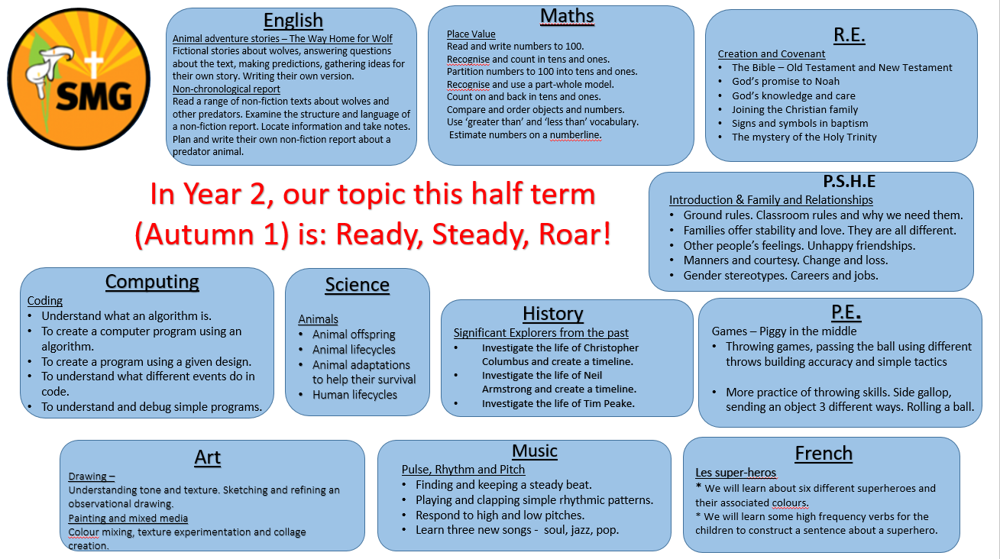 SMG
English
Animal adventure stories – The Way Home for Wolf
Fictional stories about wolves, answering questions
about the text, making predictions, gathering ideas for
their own story. Writing their own version.
Non-chronological report
Read a range of non-fiction texts about wolves and
other predators. Examine the structure and language of
a non-fiction report. Locate information and take notes.
Plan and write their own non-fiction report about a
predator animal.
Maths
Place Value
Read and write numbers to 100.
Recognise and count in tens and ones.
Partition numbers to 100 into tens and ones.
Recognise and use a part-whole model.
Count on and back in tens and ones.
Compare and order objects and numbers.
Use ‘greater than’ and ‘less than’ vocabulary.
Estimate numbers on a numberline.
R.E.
Creation and Covenant
• The Bible – Old Testament and New Testament
• God’s promise to Noah
• God’s knowledge and care
• Joining the Christian family
• Signs and symbols in baptism
• The mystery of the Holy Trinity
In Year 2, our topic this half term
(Autumn 1) is: Ready, Steady, Roar!
P.S.H.E
Introduction & Family and Relationships
• Ground rules. Classroom rules and why we need them.
• Families offer stability and love. They are all different.
• Other people’s feelings. Unhappy friendships.
• Manners and courtesy. Change and loss.
• Gender stereotypes. Careers and jobs.
Computing
Coding
• Understand what an algorithm is.
• To create a computer program using an
algorithm.
• To create a program using a given design.
• To understand what different events do in
code.
• To understand and debug simple programs.
Science
Animals
• Animal offspring
• Animal lifecycles
• Animal adaptations
to help their survival
• Human lifecycles
History
Significant Explorers from the past
• Investigate the life of Christopher
Columbus and create a timeline.
• Investigate the life of Neil
Armstrong and create a timeline.
• Investigate the life of Tim Peake.
P.E.
Games – Piggy in the middle
• Throwing games, passing the ball using different
throws building accuracy and simple tactics
• More practice of throwing skills. Side gallop,
sending an object 3 different ways. Rolling a ball.
Art
Drawing –
Understanding tone and texture. Sketching and refining an
observational drawing.
Painting and mixed media
Colour mixing, texture experimentation and collage
creation.
Music
Pulse, Rhythm and Pitch
• Finding and keeping a steady beat.
• Playing and clapping simple rhythmic patterns.
• Respond to high and low pitches.
• Learn three new songs - soul, jazz, pop.
French
Les super-heros
* We will learn about six different superheroes and
their associated colours.
* We will learn some high frequency verbs for the
children to construct a sentence about a superhero.